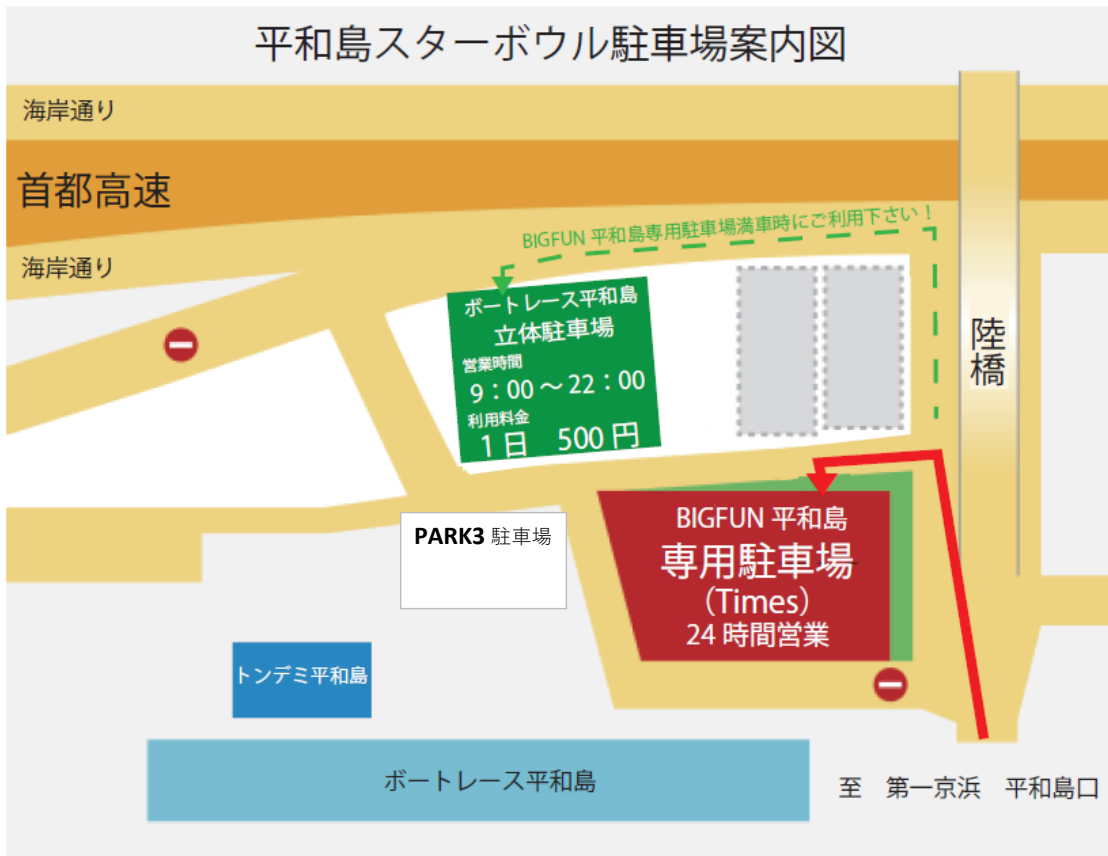 平和島スターボウル駐車場案内図
海岸通り
首都高速
BIGFUN 平和島専用駐車場満車時にご利用下さい！
海岸通り
ボートレース平和島
立体駐車場
営業時間
9：00 ～ 22：00
利用料金
1 日　500 円
陸橋
PARK3 駐車場
BIGFUN 平和島
専用駐車場
（Times）
24 時間営業
トンデミ平和島
ボートレース平和島
至　第一京浜　平和島口